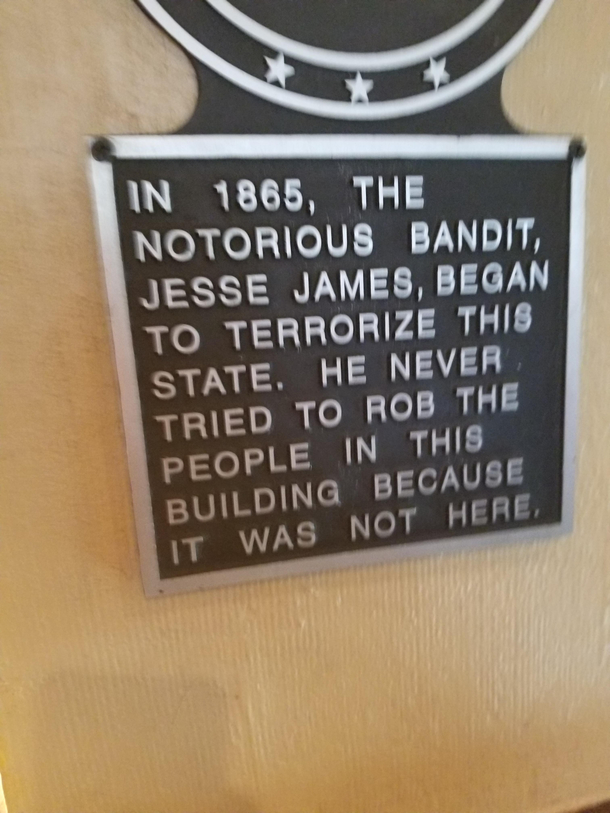 IN 1865, THE
NOTORIOUS BANDIT,
JESSE JAMES, BEGAN
TO TERRORIZE THIS
STATE. HE NEVER
TRIED TO ROB THE
PEOPLE IN THIS
BUILDING BECAUSE
IT WAS NOT HERE.